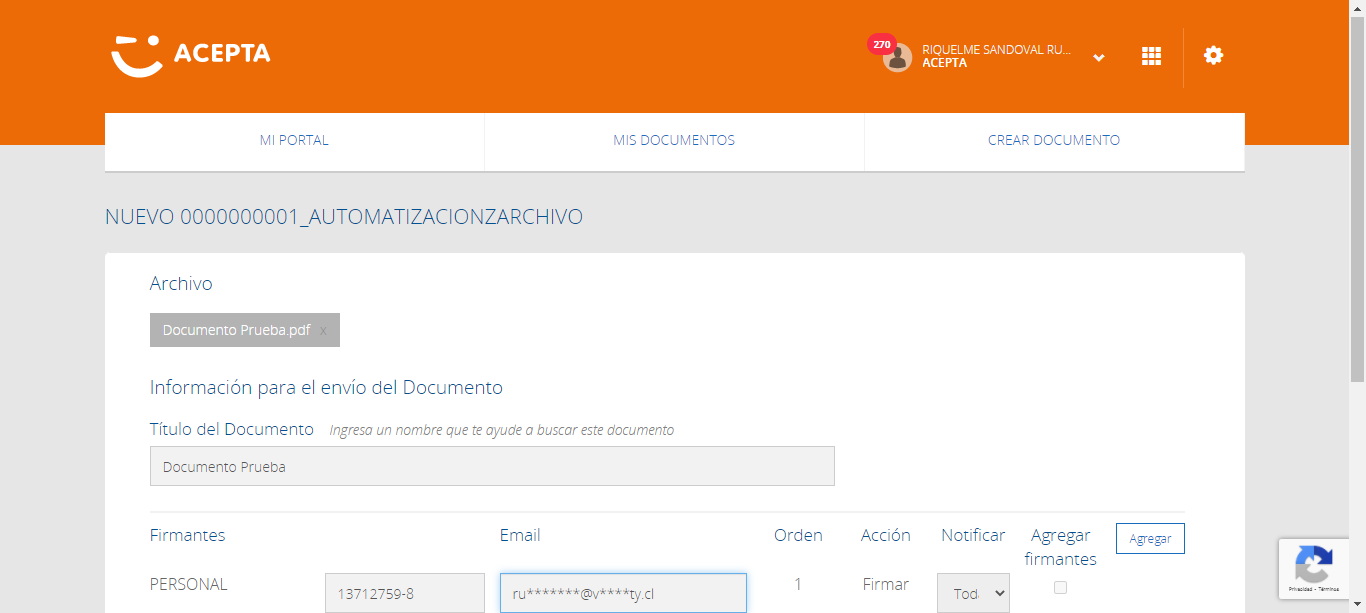 ACEPTA
270
RIQUELME SANDOVAL RU...
ACEPTA
MI PORTAL
MIS DOCUMENTOS
CREAR DOCUMENTO
NUEVO 0000000001_AUTOMATIZACIONZARCHIVO
Archivo
Documento Prueba.pdf x
Información para el envío del Documento
Título del Documento Ingresa un nombre que te ayude a buscar este documento
Documento Prueba
Firmantes Email Orden Acción Notificar Agregar firmantes Agregar
PERSONAL 13712759-8 ru*******@v****ty.cl 1 Firmar Tod
Privacidad - Términos